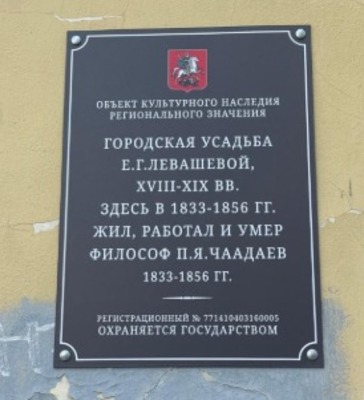 ОБЪЕКТ КУЛЬТУРНОГО НАСЛЕДИЯ
РЕГИОНАЛЬНОГО ЗНАЧЕНИЯ
ГОРОДСКАЯ УСАДЬБА
Е.Г.ЛЕВАШЕВОЙ,
XVIII-XIX ВВ.
ЗДЕСЬ В 1833-1856 ГГ.
ЖИЛ, РАБОТАЛ И УМЕР
ФИЛОСОФ П.Я.ЧААДАЕВ
1833-1856 ГГ.
РЕГИСТРАЦИОННЫЙ № 771410403160005
ОХРАНЯЕТСЯ ГОСУДАРСТВОМ